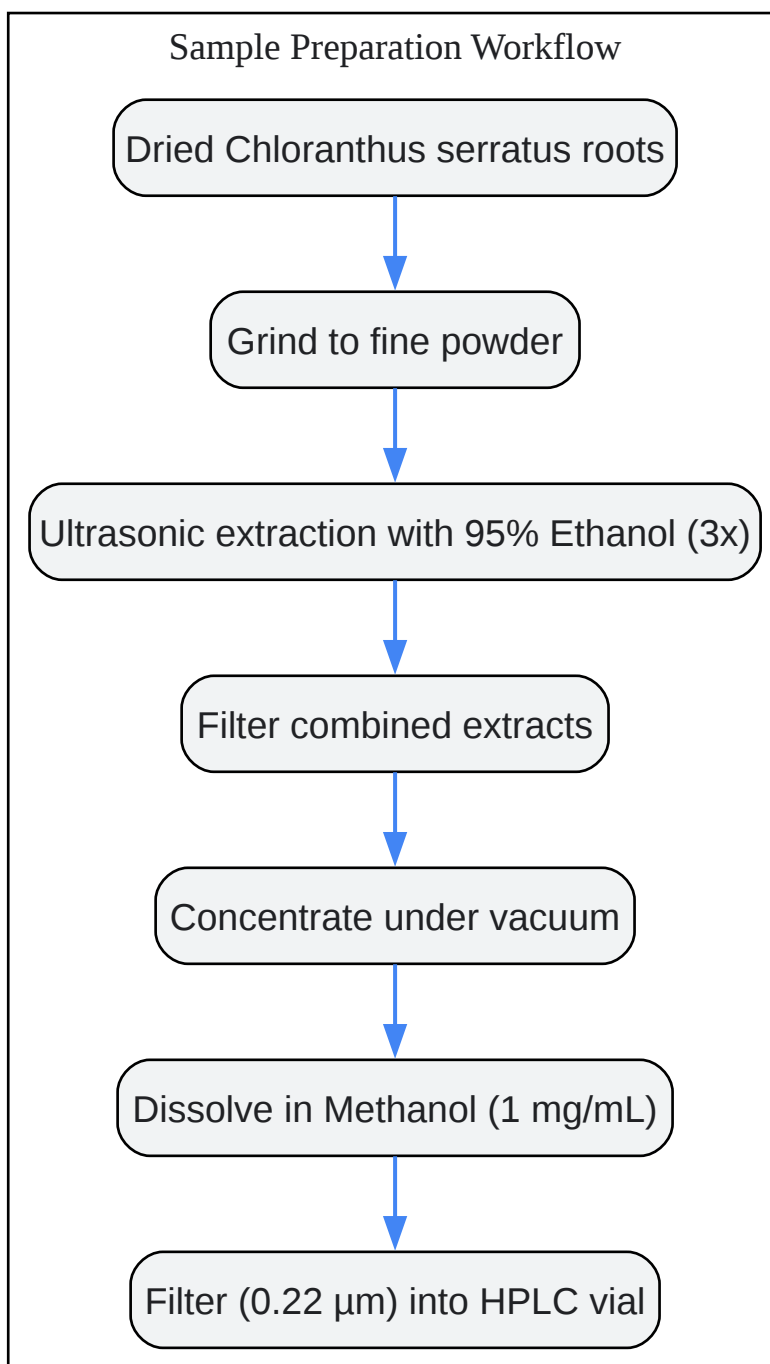 Sample Preparation Workflow
Dried Chloranthus serratus roots
Grind to fine powder
Ultrasonic extraction with 95% Ethanol (3x)
Filter combined extracts
Concentrate under vacuum
Dissolve in Methanol (1 mg/mL)
Filter (0.22 µm) into HPLC vial